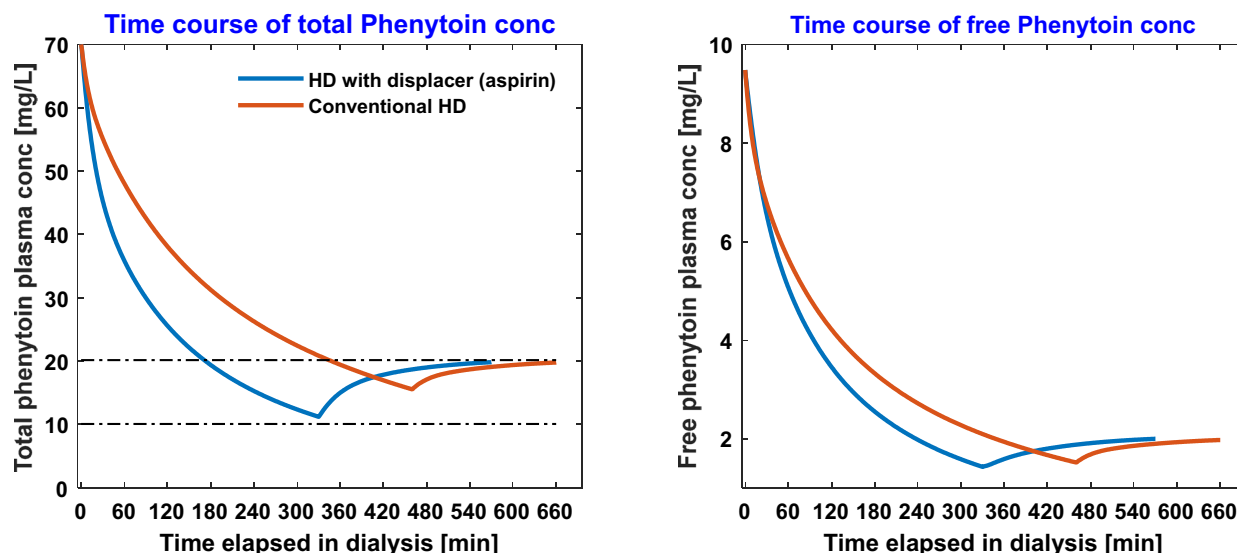 Time course of total Phenytoin conc
Total phenytoin plasma conc [mg/L]
70
60
50
40
30
20
10
0
HD with displacer (aspirin)
Conventional HD
0 60 120 180 240 300 360 420 480 540 600 660
Time elapsed in dialysis [min]
Time course of free Phenytoin conc
Free phenytoin plasma conc [mg/L]
10
8
6
4
2
0 60 120 180 240 300 360 420 480 540 600 660
Time elapsed in dialysis [min]